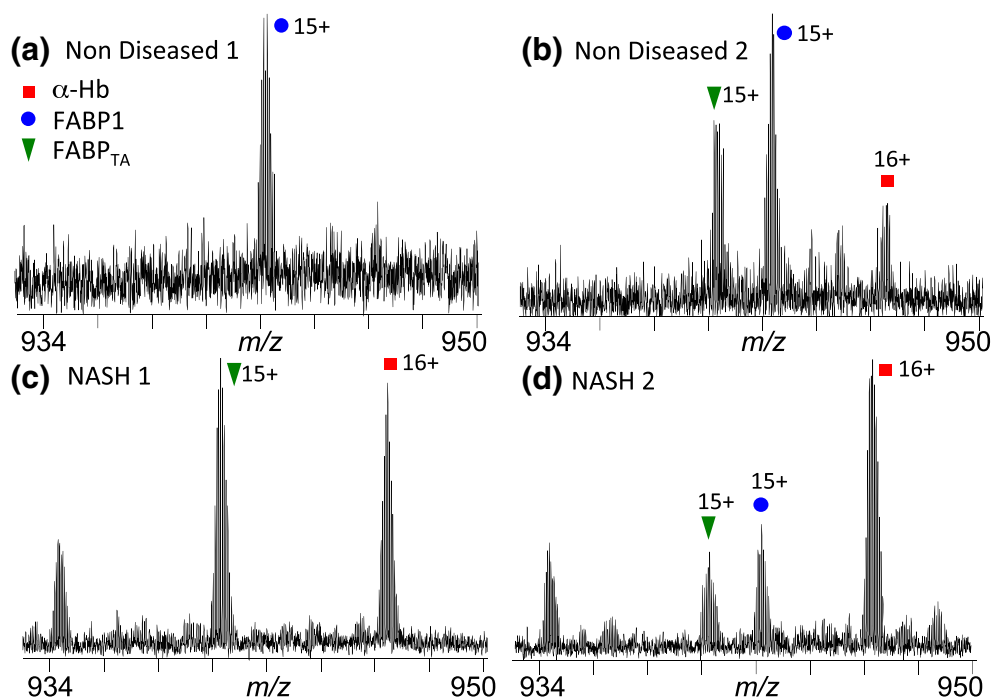 (a) Non Diseased 1
15+
α-Hb
FABP1
FABPTA
934 m/z 950
(b) Non Diseased 2
15+
15+
16+
934 m/z 950
(c) NASH 1
15+
16+
934 m/z 950
(d) NASH 2
16+
15+
15+
934 m/z 950